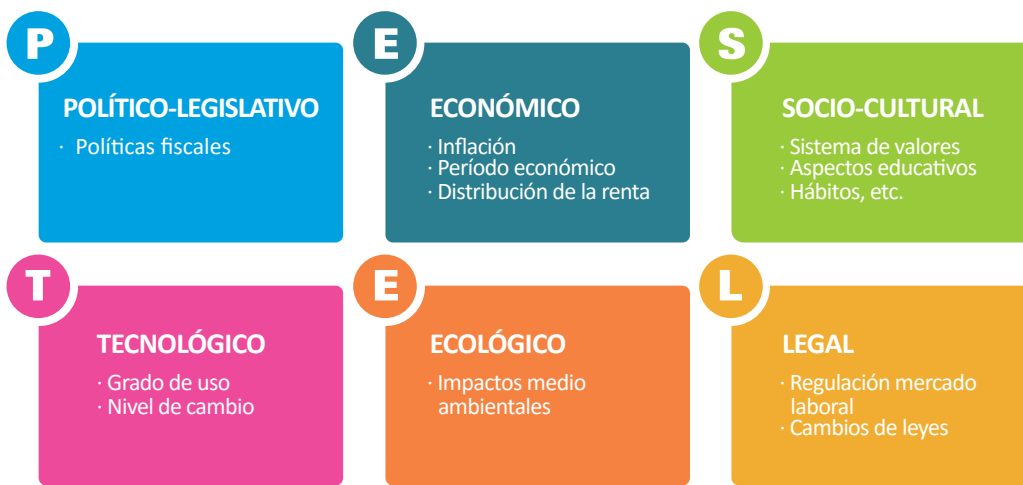 P
POLÍTICO-LEGISLATIVO
· Políticas fiscales
E
ECONÓMICO
· Inflación
· Período económico
· Distribución de la renta
S
SOCIO-CULTURAL
· Sistema de valores
· Aspectos educativos
· Hábitos, etc.
T
TECNOLÓGICO
· Grado de uso
· Nivel de cambio
E
ECOLÓGICO
· Impactos medio
ambientales
L
LEGAL
· Regulación mercado
laboral
· Cambios de leyes